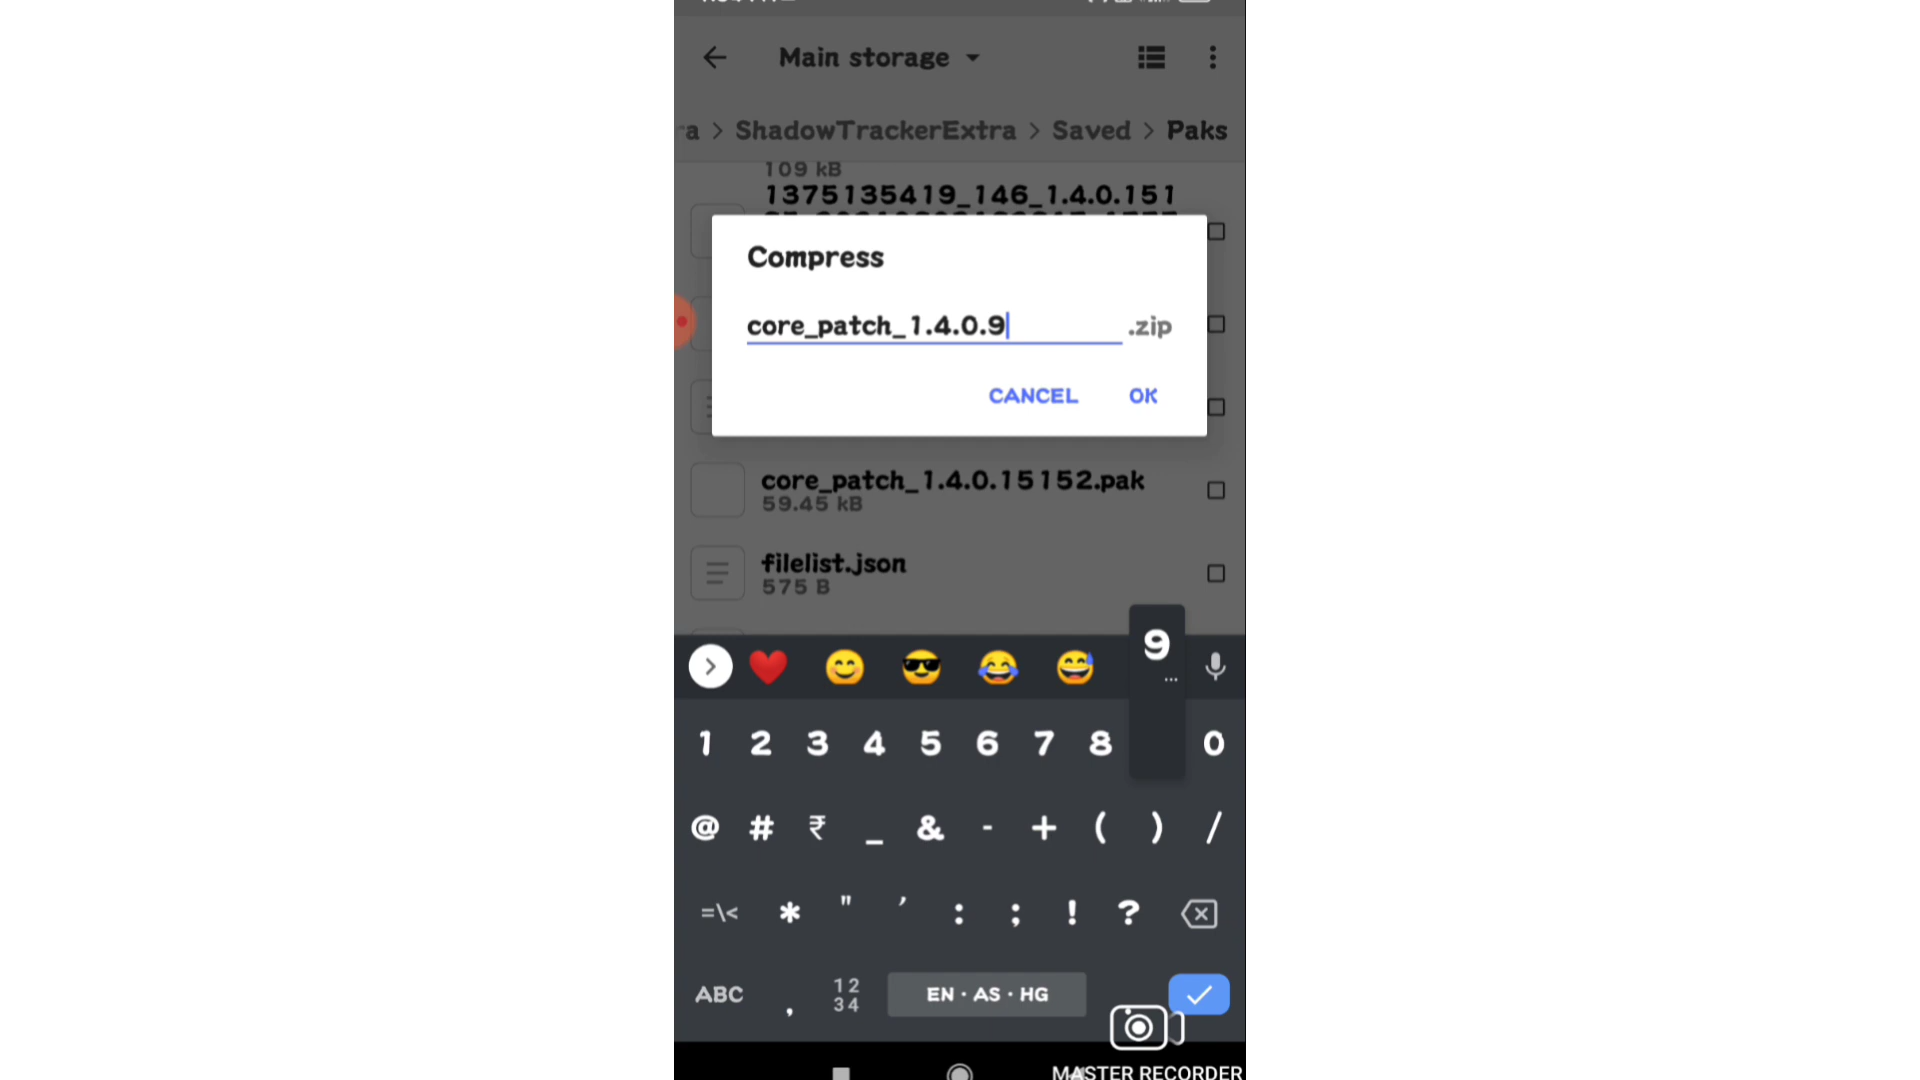 Main storage
ra > ShadowTrackerExtra > Saved > Paks
109 kB
1375135419_146_1.4.0.151
Compress
core_patch_1.4.0.9
.zip
CANCEL OK
core_patch_1.4.0.15152.pak
59.45 kB
filelist.json
575 B
9
...
1 2 3 4 5 6 7 8 0
@ # ₹ _ & - + ( ) /
=\< * " ' : ; ! ?
ABC , 12 34 EN · AS · HG
MASTER RECORDER